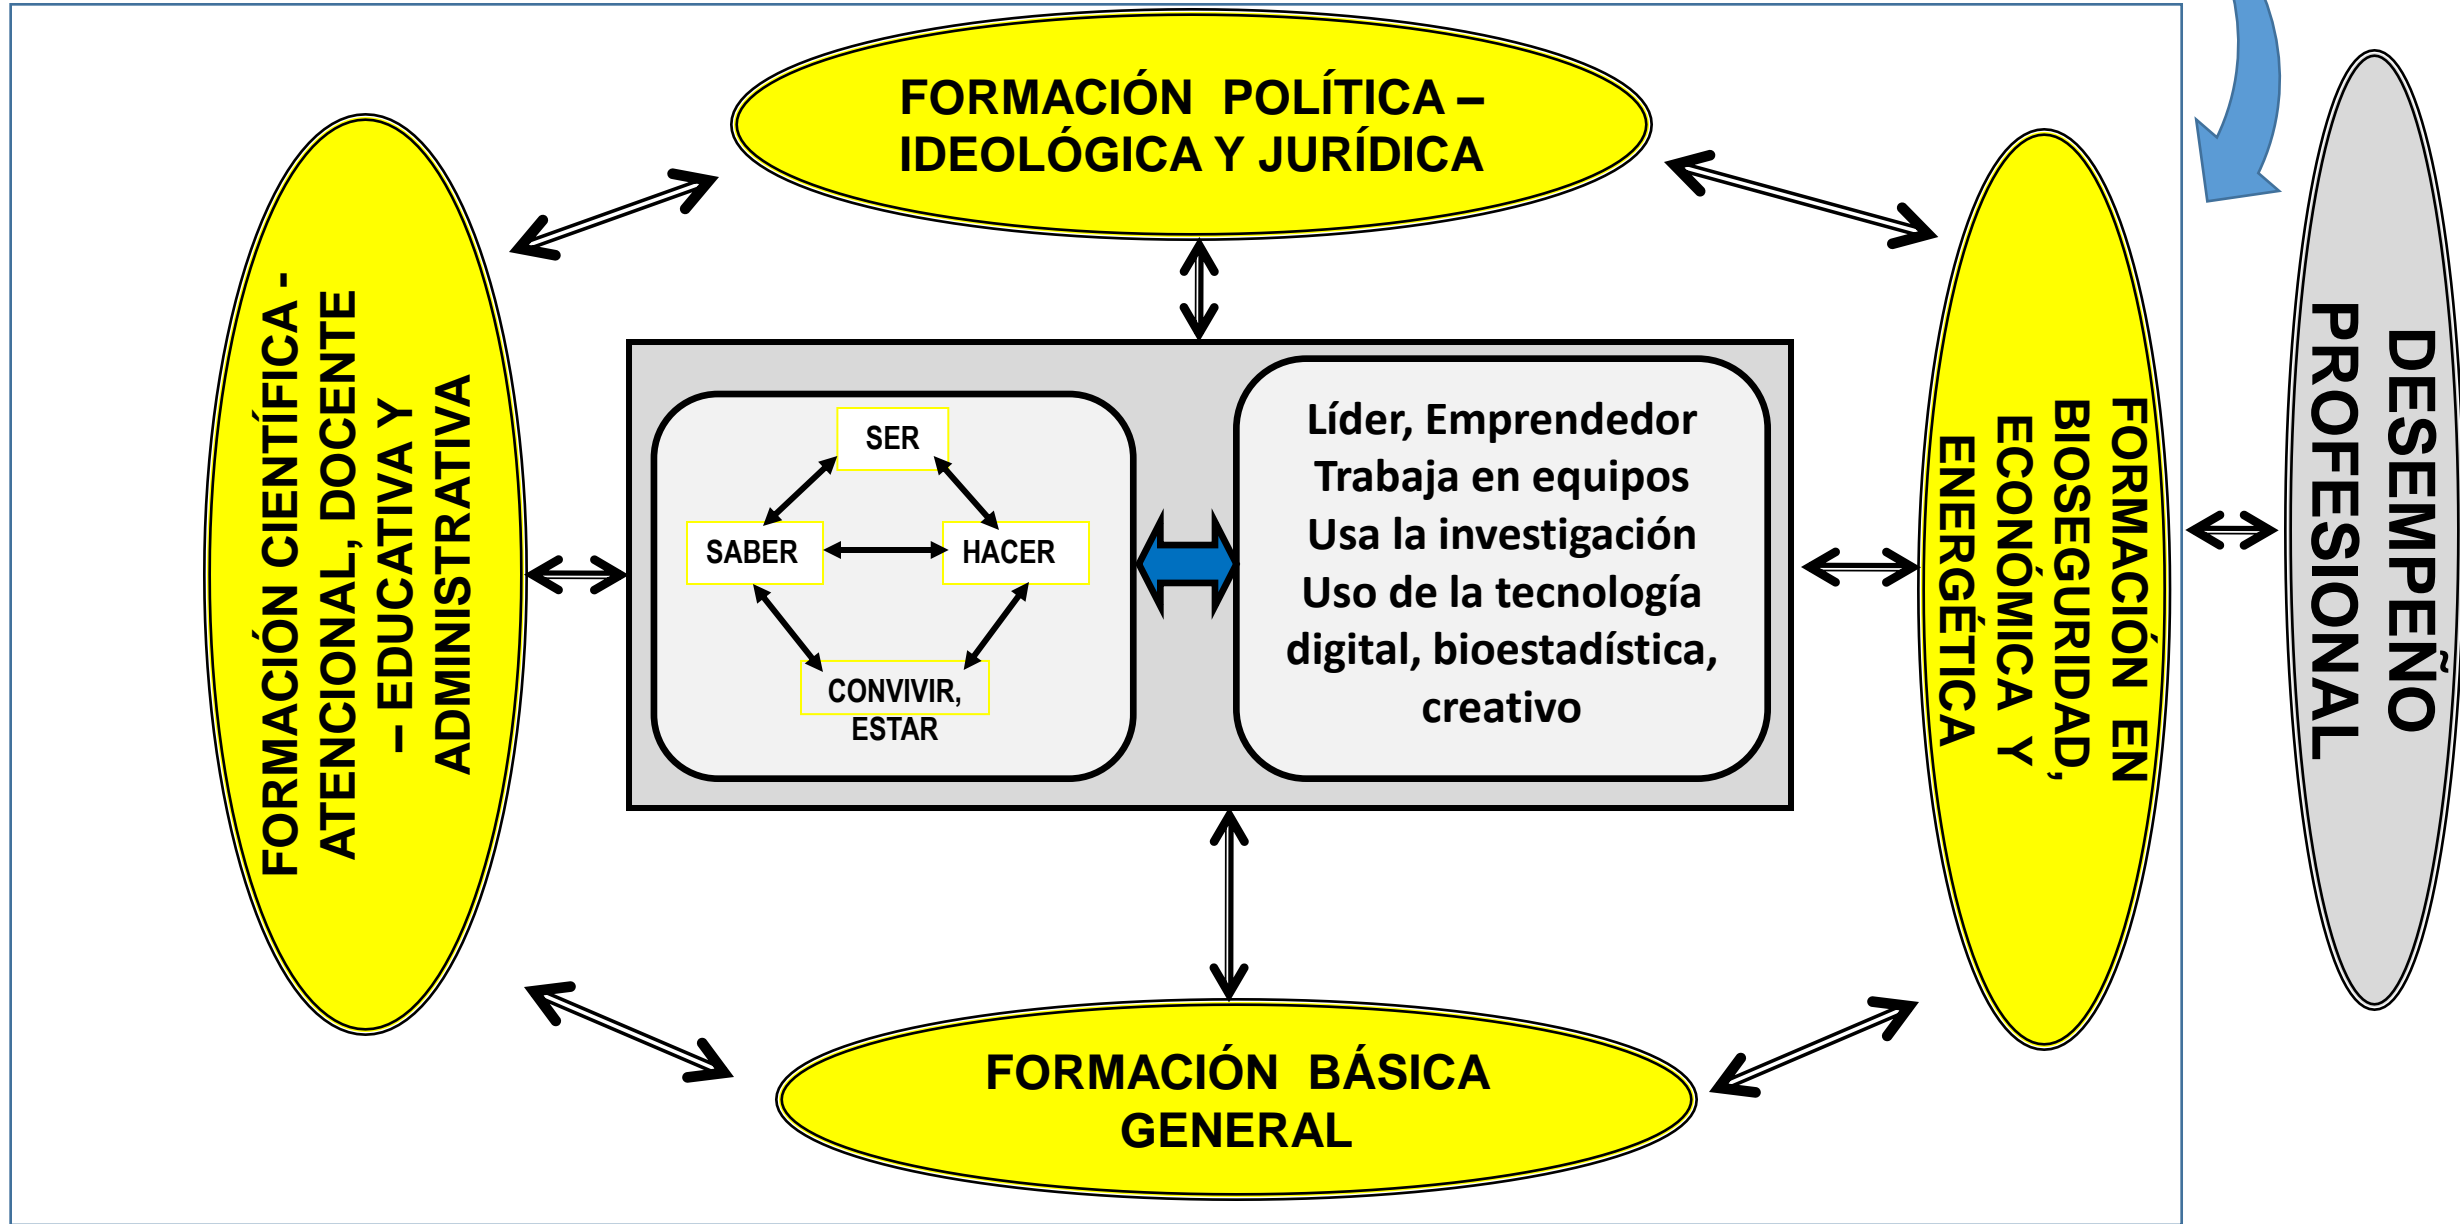 FORMACIÓN POLÍTICA –
IDEOLÓGICA Y JURÍDICA
FORMACIÓN CIENTÍFICA -
ATENCIONAL, DOCENTE
– EDUCATIVA Y
ADMINISTRATIVA
SER
SABER
HACER
CONVIVIR,
ESTAR
Líder, Emprendedor
Trabaja en equipos
Usa la investigación
Uso de la tecnología
digital, bioestadística,
creativo
FORMACIÓN EN
BIOSEGURIDAD,
ECONÓMICA Y
ENERGÉTICA
DESEMPEÑO
PROFESIONAL
FORMACIÓN BÁSICA
GENERAL